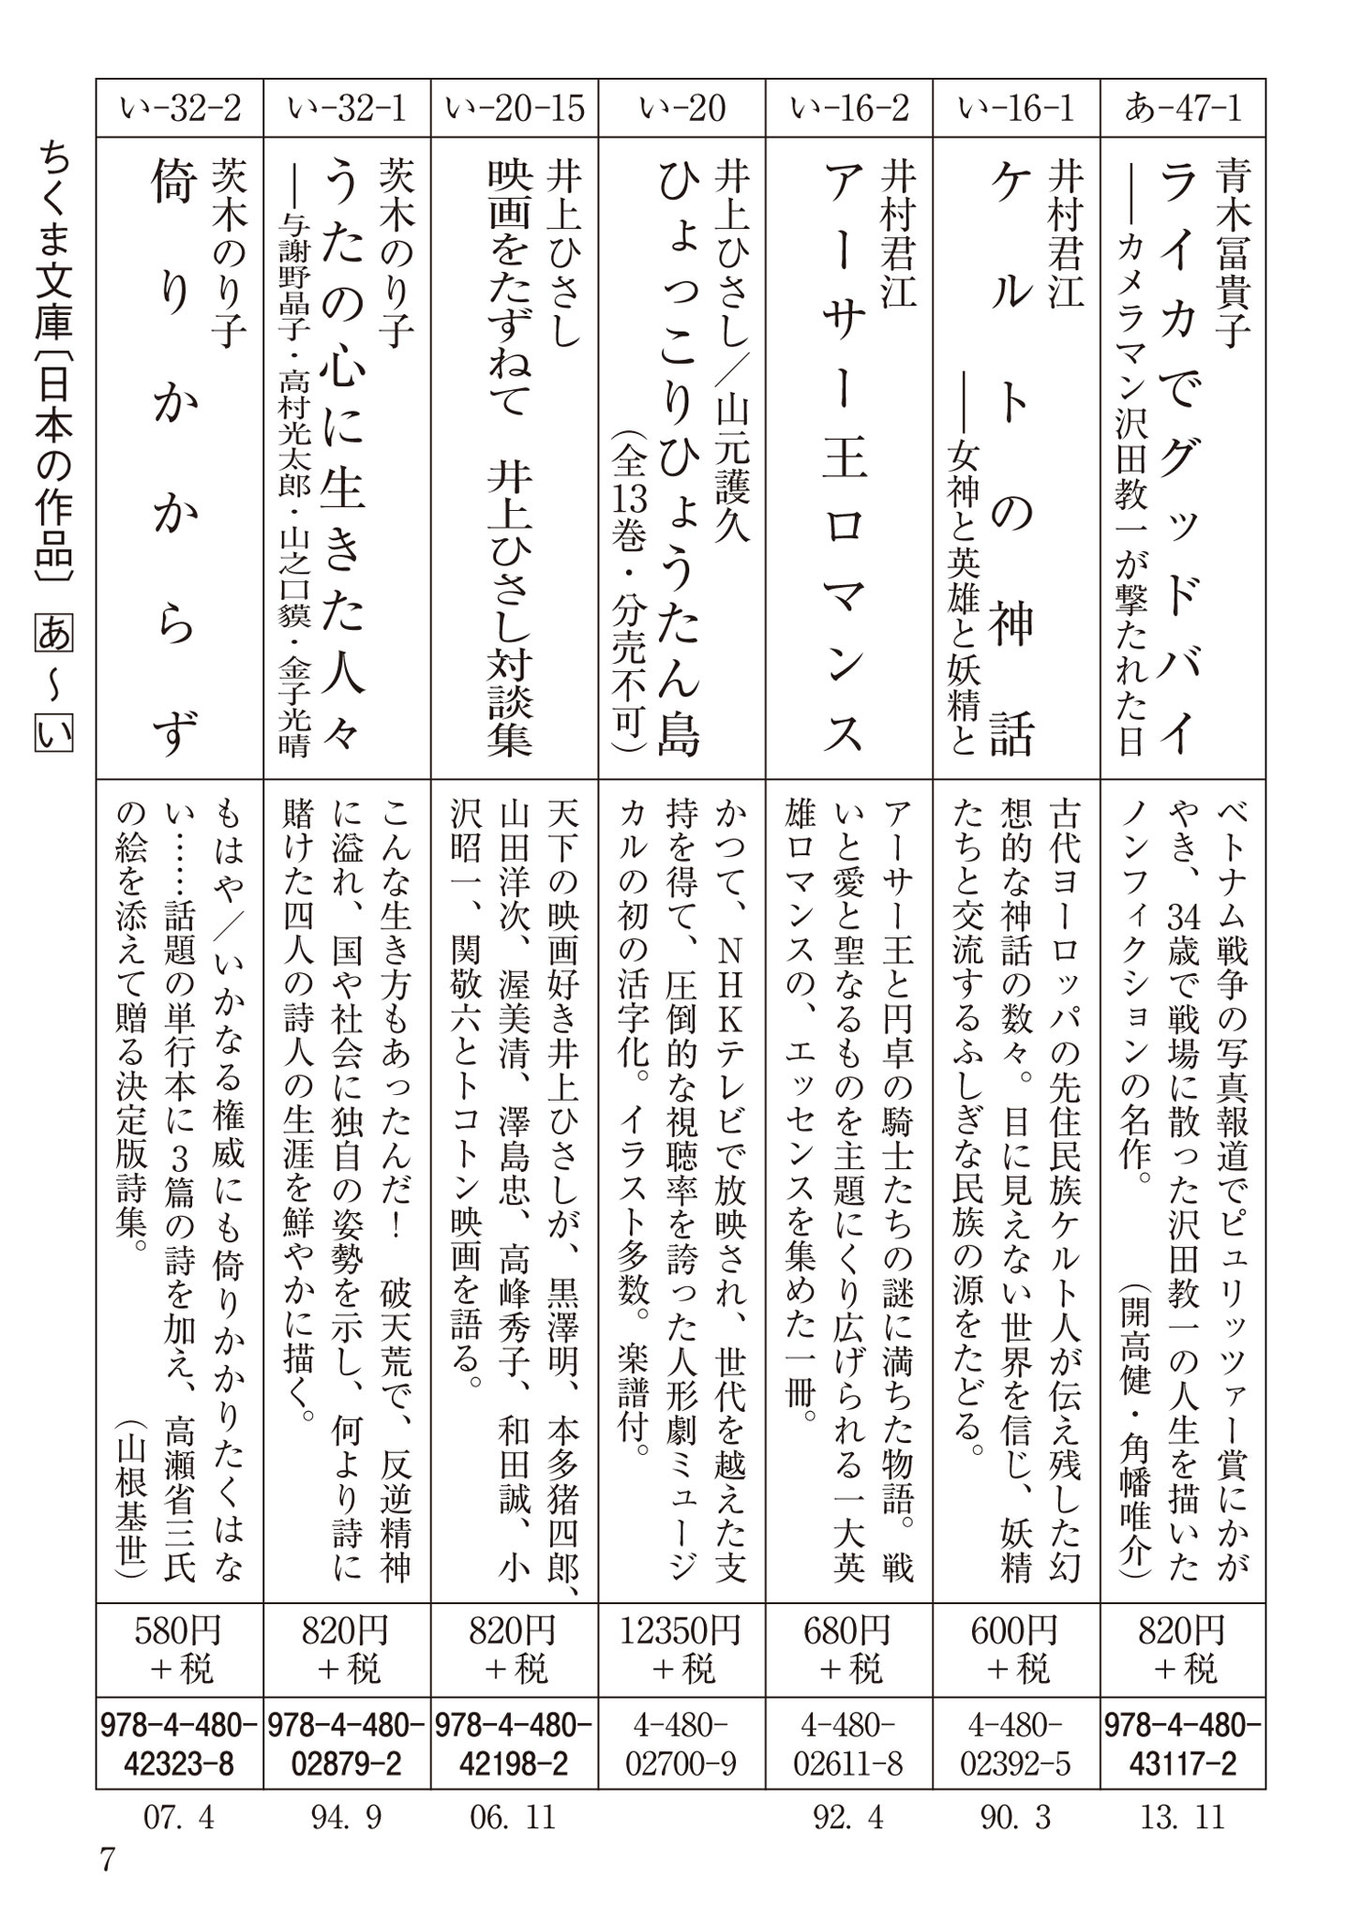 あ-47-1
青木冨貴子
ライカでグッドバイ
――カメラマン沢田教一が撃たれた日
ベトナム戦争の写真報道でピュリッツァー賞にかが
やき、34歳で戦場に散った沢田教一の人生を描いた
ノンフィクションの名作。 (開高健・角幡唯介)
820円
+税
978-4-480-
43117-2
13. 11
い-16-1
井村君江
ケルトの神話
――女神と英雄と妖精と
古代ヨーロッパの先住民族ケルト人が伝え残した幻
想的な神話の数々。目に見えない世界を信じ、妖精
たちと交流するふしぎな民族の源をたどる。
600円
+税
4-480-
02392-5
90. 3
い-16-2
井村君江
アーサー王ロマンス
アーサー王と円卓の騎士たちの謎に満ちた物語。戦
いと愛と聖なるものを主題にくり広げられる一大英
雄ロマンスの、エッセンスを集めた一冊。
680円
+税
4-480-
02611-8
92. 4
い-20
井上ひさし／山元護久
ひょっこりひょうたん島
(全13巻・分売不可)
かつて、NHKテレビで放映され、世代を越えた支
持を得て、圧倒的な視聴率を誇った人形劇ミュージ
カルの初の活字化。イラスト多数。楽譜付。
12350円
+税
4-480-
02700-9
い-20-15
井上ひさし
映画をたずねて 井上ひさし対談集
天下の映画好き井上ひさしが、黒澤明、本多猪四郎、
山田洋次、渥美清、澤島忠、高峰秀子、和田誠、小
沢昭一、関敬六とトコトン映画を語る。
820円
+税
978-4-480-
42198-2
06. 11
い-32-1
茨木のり子
うたの心に生きた人々
――与謝野晶子・高村光太郎・山之口貘・金子光晴
こんな生き方もあったんだ! 破天荒で、反逆精神
に溢れ、国や社会に独自の姿勢を示し、何より詩に
賭けた四人の詩人の生涯を鮮やかに描く。
820円
+税
978-4-480-
02879-2
94. 9
い-32-2
茨木のり子
倚りかからず
もはや／いかなる権威にも倚りかかりたくはな
い……話題の単行本に3篇の詩を加え、高瀬省三氏
の絵を添えて贈る決定版詩集。 (山根基世)
580円
+税
978-4-480-
42323-8
07. 4
ちくま文庫〔日本の作品〕 あ～い
7